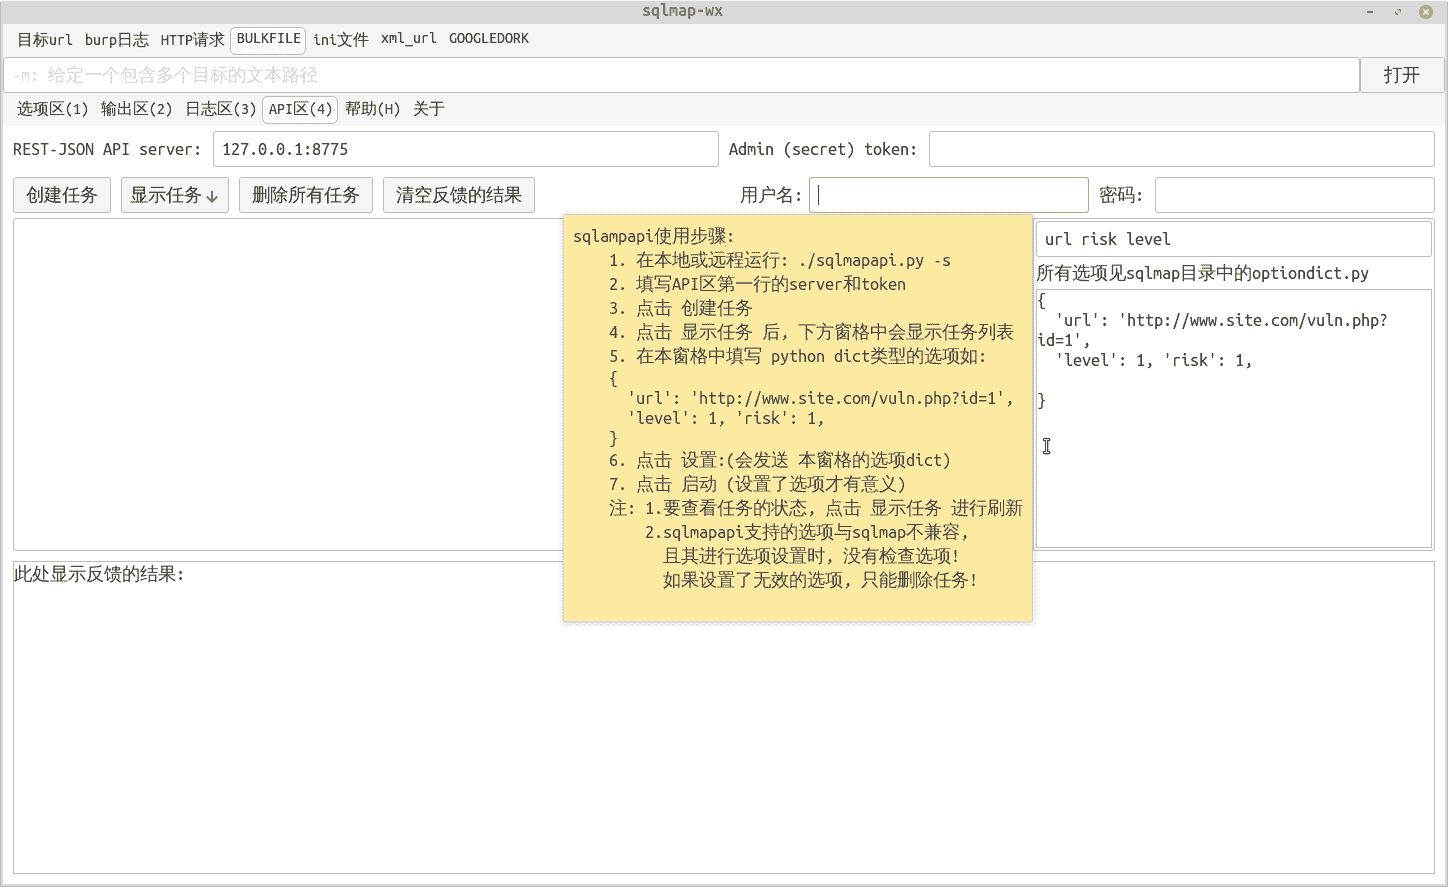 sqlmap-wx
目标url burp日志 HTTP请求 BULKFILE ini文件 xml_url GOOGLEDORK
-m: 给定一个包含多个目标的文本路径
打开
选项区(1) 输出区(2) 日志区(3) API区(4) 帮助(H) 关于
REST-JSON API server: 127.0.0.1:8775 Admin (secret) token:
创建任务 显示任务↓ 删除所有任务 清空反馈的结果 用户名: 密码:
sqlampapi使用步骤:
1. 在本地或远程运行: ./sqlmapapi.py -s
2. 填写API区第一行的server和token
3. 点击 创建任务
4. 点击 显示任务 后, 下方窗格中会显示任务列表
5. 在本窗格中填写 python dict类型的选项如:
{
'url': 'http://www.site.com/vuln.php?id=1',
'level': 1, 'risk': 1,
}
6. 点击 设置:(会发送 本窗格的选项dict)
7. 点击 启动 (设置了选项才有意义)
注: 1.要查看任务的状态, 点击 显示任务 进行刷新
2.sqlmapapi支持的选项与sqlmap不兼容,
且其进行选项设置时, 没有检查选项!
如果设置了无效的选项, 只能删除任务!
url risk level
所有选项见sqlmap目录中的optiondict.py
{
'url': 'http://www.site.com/vuln.php?
id=1',
'level': 1, 'risk': 1,
}
此处显示反馈的结果: